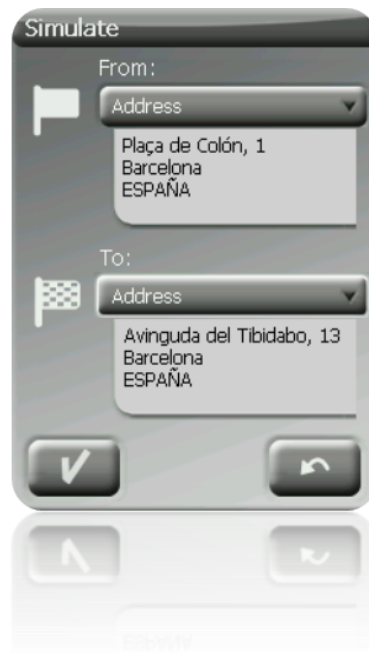 Simulate
From:
Address
Plaça de Colón, 1
Barcelona
ESPAÑA
To:
Address
Avinguda del Tibidabo, 13
Barcelona
ESPAÑA